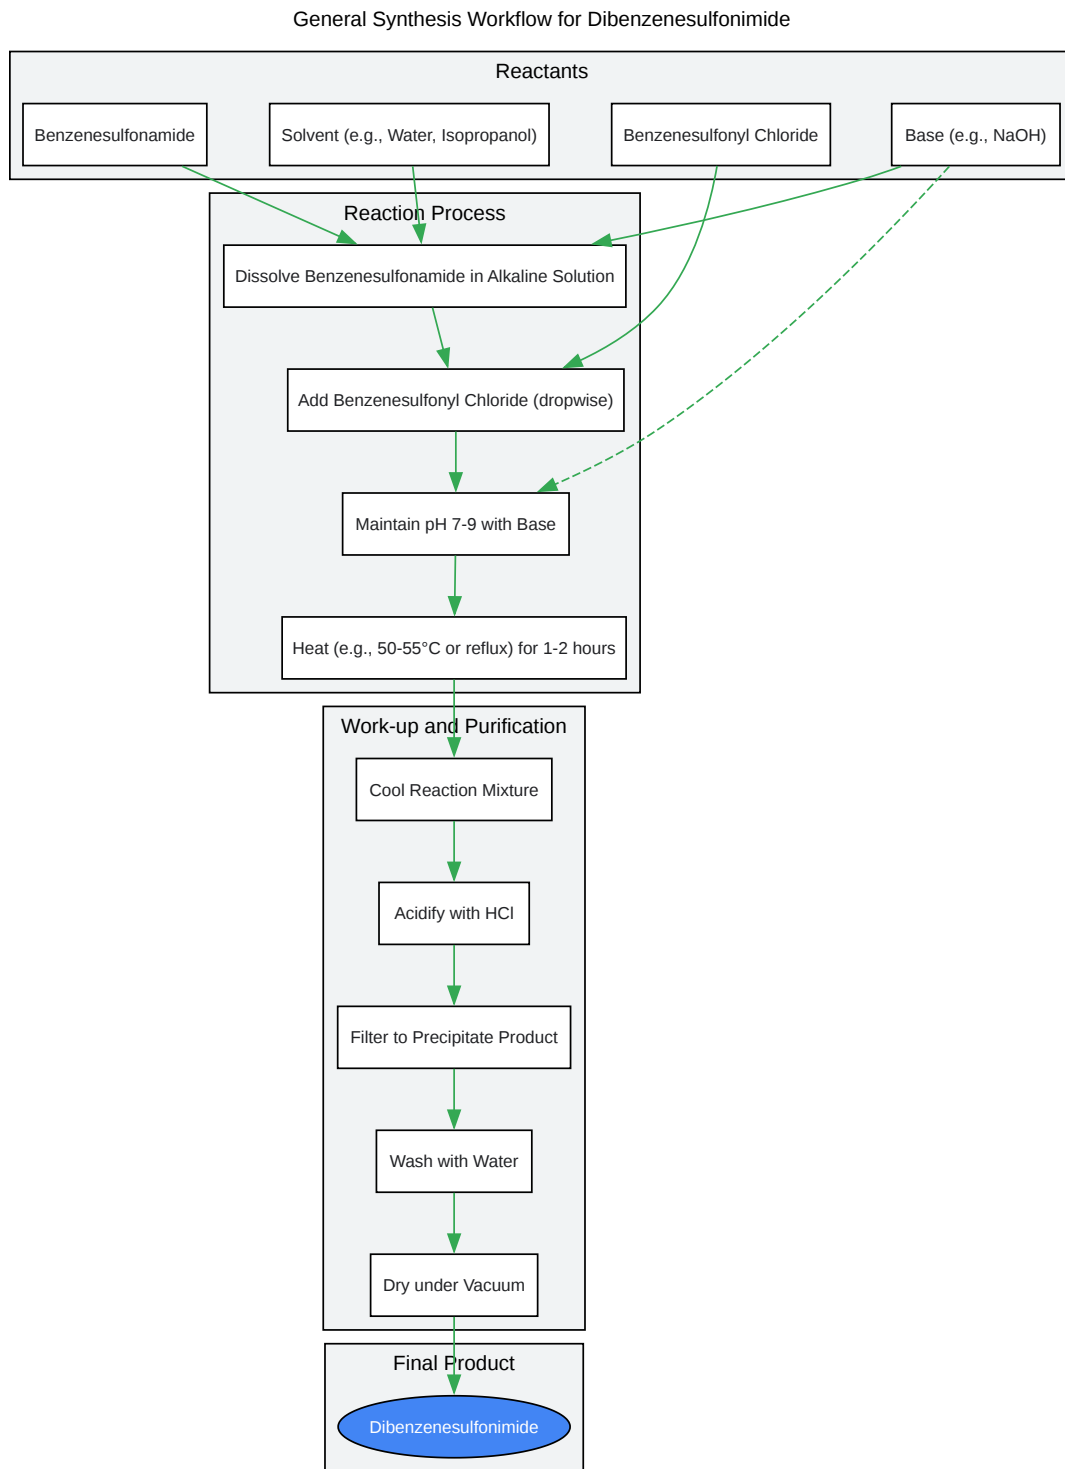 General Synthesis Workflow for Dibenzenesulfonimide
Reactants
Benzenesulfonamide
Solvent (e.g., Water, Isopropanol)
Benzenesulfonyl Chloride
Base (e.g., NaOH)
Reaction Process
Dissolve Benzenesulfonamide in Alkaline Solution
Add Benzenesulfonyl Chloride (dropwise)
Maintain pH 7-9 with Base
Heat (e.g., 50-55°C or reflux) for 1-2 hours
Work-up and Purification
Cool Reaction Mixture
Acidify with HCl
Filter to Precipitate Product
Wash with Water
Dry under Vacuum
Final Product
Dibenzenesulfonimide